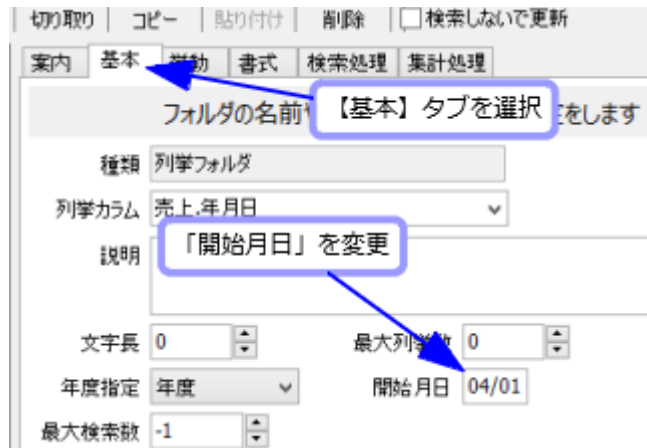 切り取り コピー 貼り付け 削除 検索しないで更新
案内 基本 挙動 書式 検索処理 集計処理
フォルダの名前 をします
【基本】タブを選択
種類 列挙フォルダ
列挙カラム 売上.年月日
「開始月日」を変更
説明
文字長 0 最大列挙数 0
年度指定 年度 開始月日 04/01
最大検索数 -1